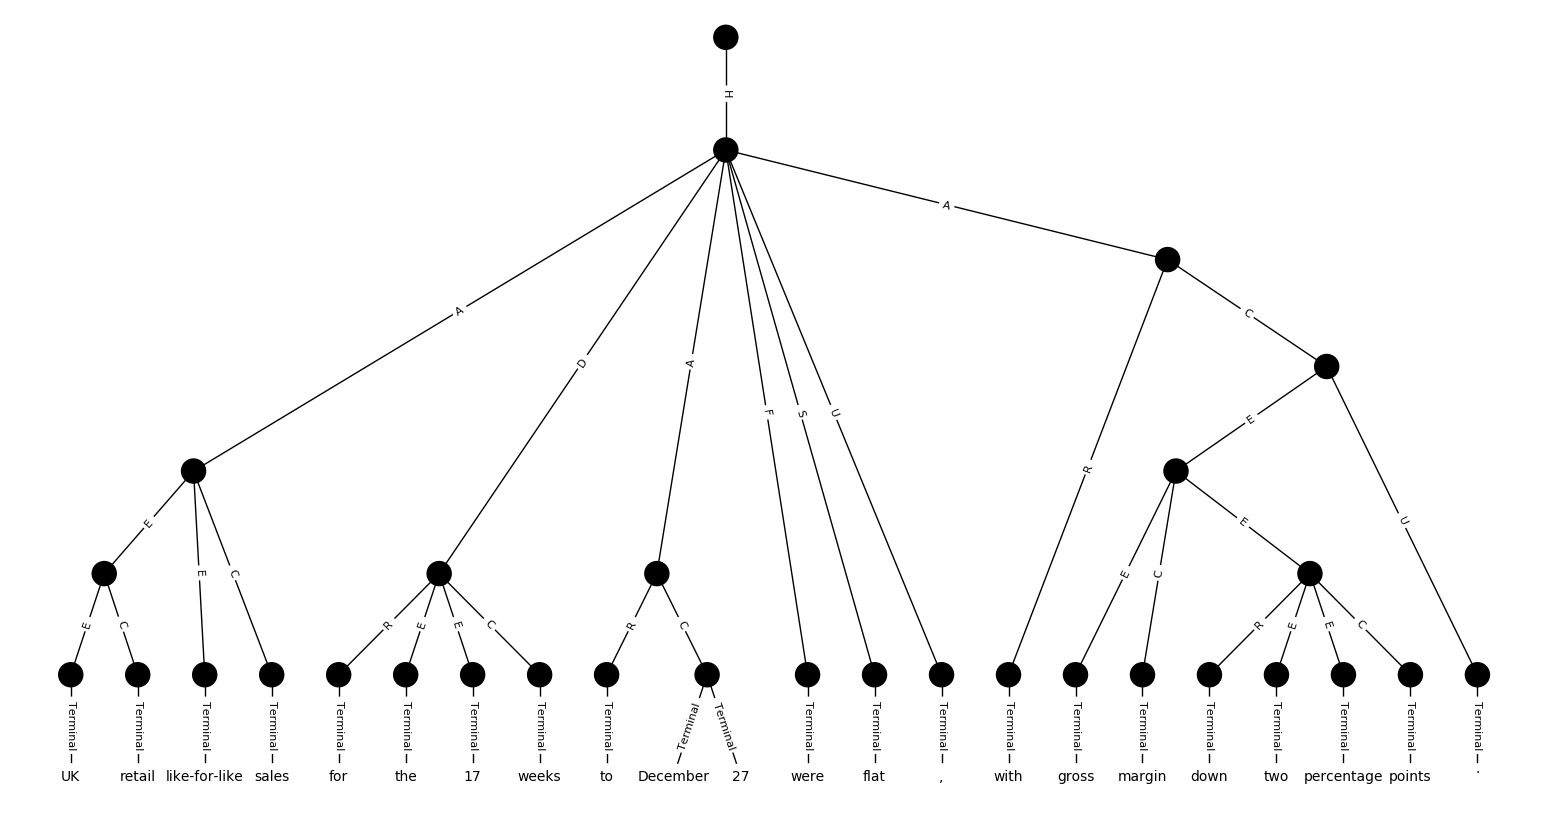 H
A
A
C
A
D
A
F
S
U
E
R
E
E
U
E
E
C
E
C
E
C
R
E
E
C
R
C
R
E
E
C
Terminal Terminal Terminal Terminal Terminal Terminal Terminal Terminal Terminal Terminal Terminal Terminal Terminal Terminal Terminal Terminal Terminal Terminal Terminal Terminal Terminal Terminal
UK retail like-for-like sales for the 17 weeks to December 27 were flat , with gross margin down two percentage points .